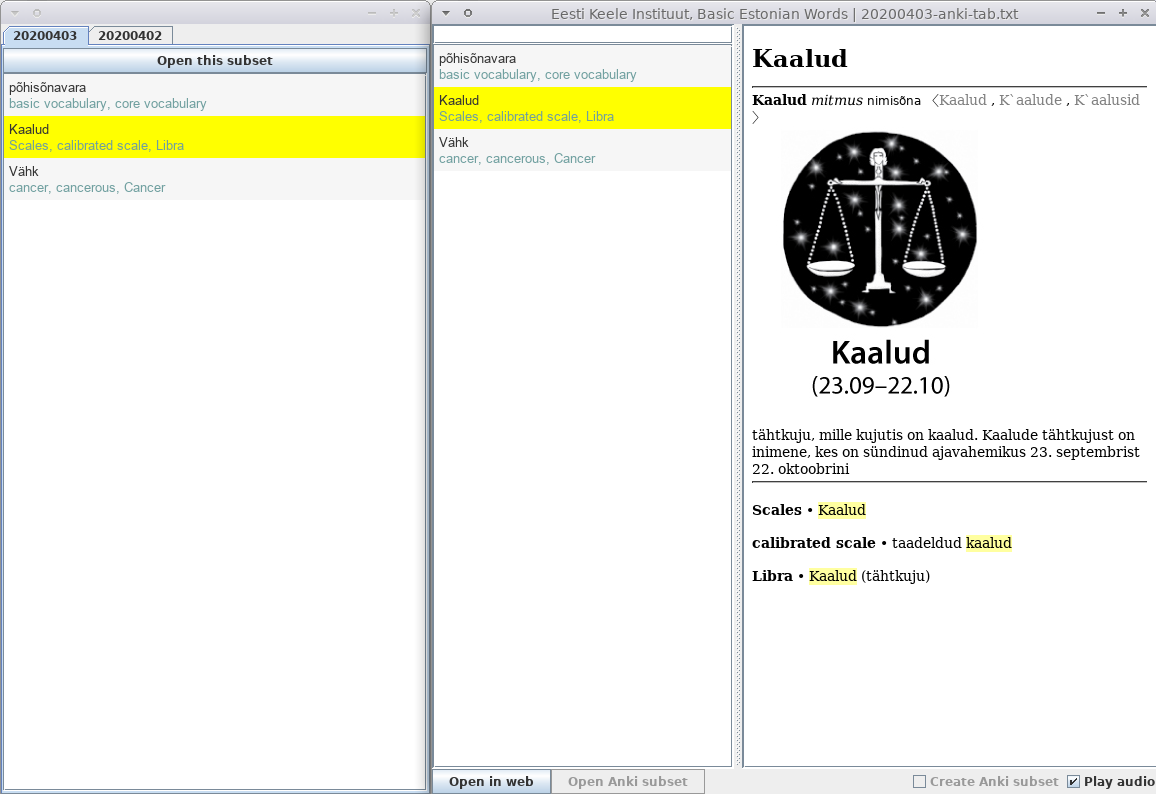 Eesti Keele Instituut, Basic Estonian Words | 20200403-anki-tab.txt
20200403 20200402
Open this subset
põhisõnavara
basic vocabulary, core vocabulary
Kaalud
Scales, calibrated scale, Libra
Vähk
cancer, cancerous, Cancer
põhisõnavara
basic vocabulary, core vocabulary
Kaalud
Scales, calibrated scale, Libra
Vähk
cancer, cancerous, Cancer
Kaalud
Kaalud mitmus nimisõna 〈Kaalud , K`aalude , K`aalusid
〉
Kaalud
(23.09–22.10)
tähtkuju, mille kujutis on kaalud. Kaalude tähtkujust on
inimene, kes on sündinud ajavahemikus 23. septembrist
22. oktoobrini
Scales • Kaalud
calibrated scale • taadeldud kaalud
Libra • Kaalud (tähtkuju)
Open in web Open Anki subset Create Anki subset Play audio